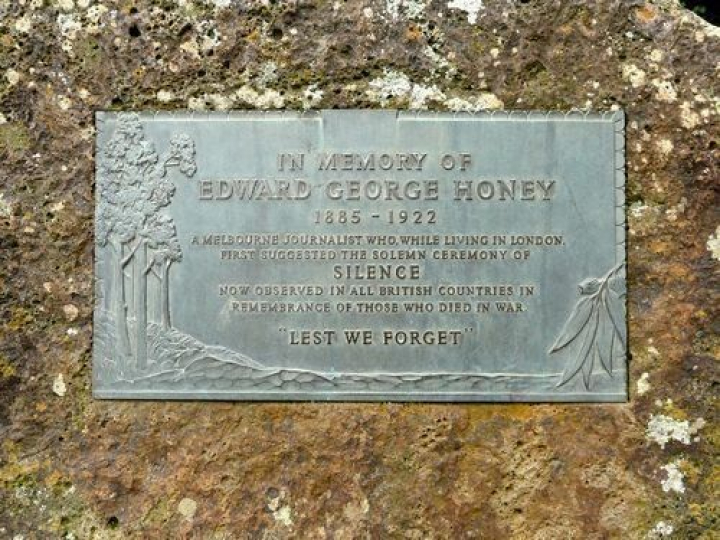 IN MEMORY OF
EDWARD GEORGE HONEY
1885 - 1922
A MELBOURNE JOURNALIST WHO, WHILE LIVING IN LONDON,
FIRST SUGGESTED THE SOLEMN CEREMONY OF
SILENCE
NOW OBSERVED IN ALL BRITISH COUNTRIES IN
REMEMBRANCE OF THOSE WHO DIED IN WAR
"LEST WE FORGET"